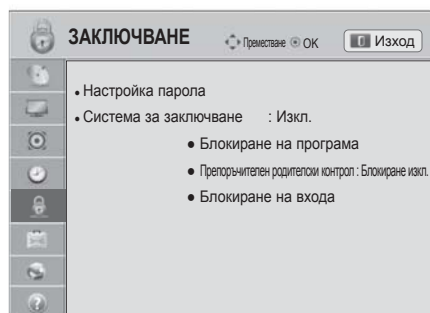 ЗАКЛЮЧВАНЕ
Преместване OK
Изход
• Настройка парола
• Система за заключване : Изкл.
● Блокиране на програма
● Препоръчителен родителски контрол : Блокиране изкл.
● Блокиране на входа